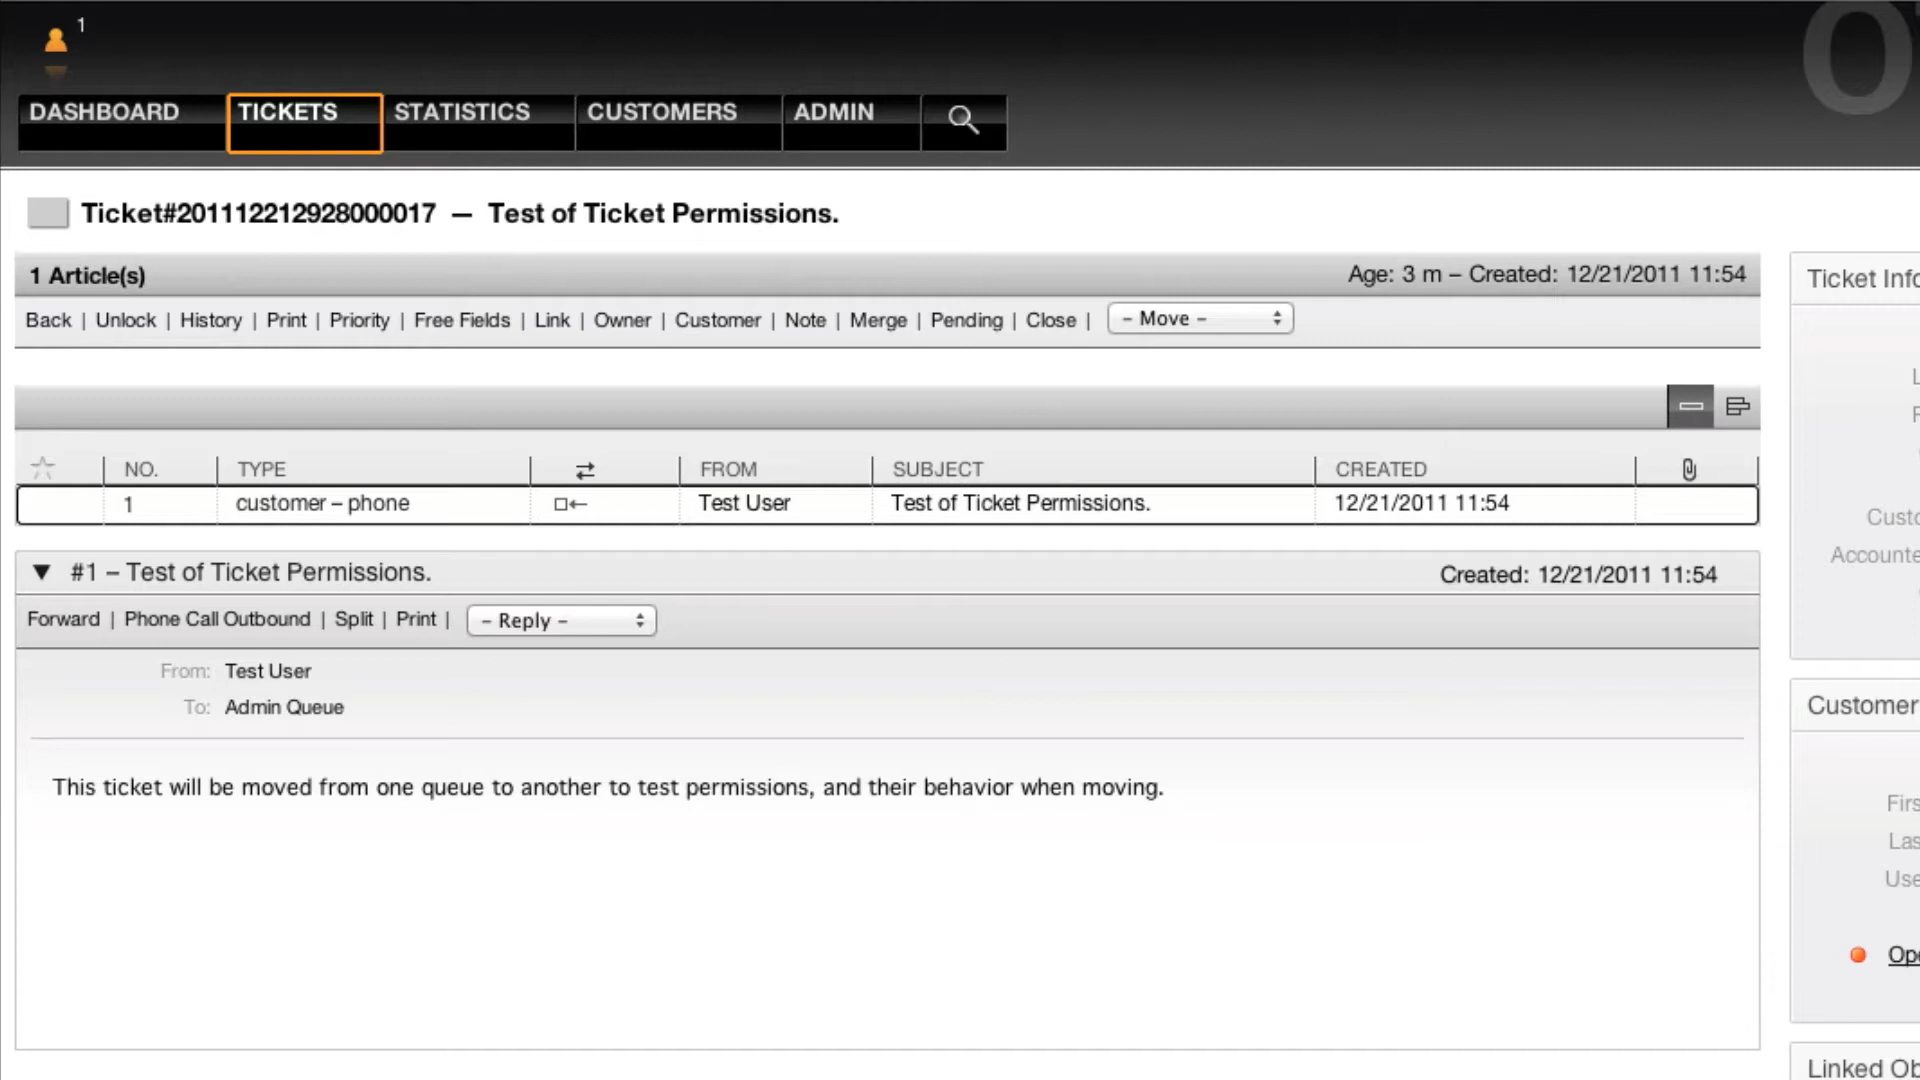 1
O
DASHBOARD TICKETS STATISTICS CUSTOMERS ADMIN
Ticket#201112212928000017 — Test of Ticket Permissions.
1 Article(s) Age: 3 m – Created: 12/21/2011 11:54
Back | Unlock | History | Print | Priority | Free Fields | Link | Owner | Customer | Note | Merge | Pending | Close | – Move –
NO. TYPE FROM SUBJECT CREATED
1 customer – phone Test User Test of Ticket Permissions. 12/21/2011 11:54
#1 – Test of Ticket Permissions. Created: 12/21/2011 11:54
Forward | Phone Call Outbound | Split | Print | – Reply –
From: Test User
To: Admin Queue
This ticket will be moved from one queue to another to test permissions, and their behavior when moving.
Ticket Info
Custo
Accounte
Customer
Firs
Las
Use
Ope
Linked Ob